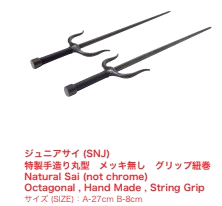 ジュニアサイ (SNJ)
特製手造り丸型　メッキ無し　グリップ紐巻
Natural Sai (not chrome)
Octagonal , Hand Made , String Grip
サイズ (SIZE)：A-27cm B-8cm